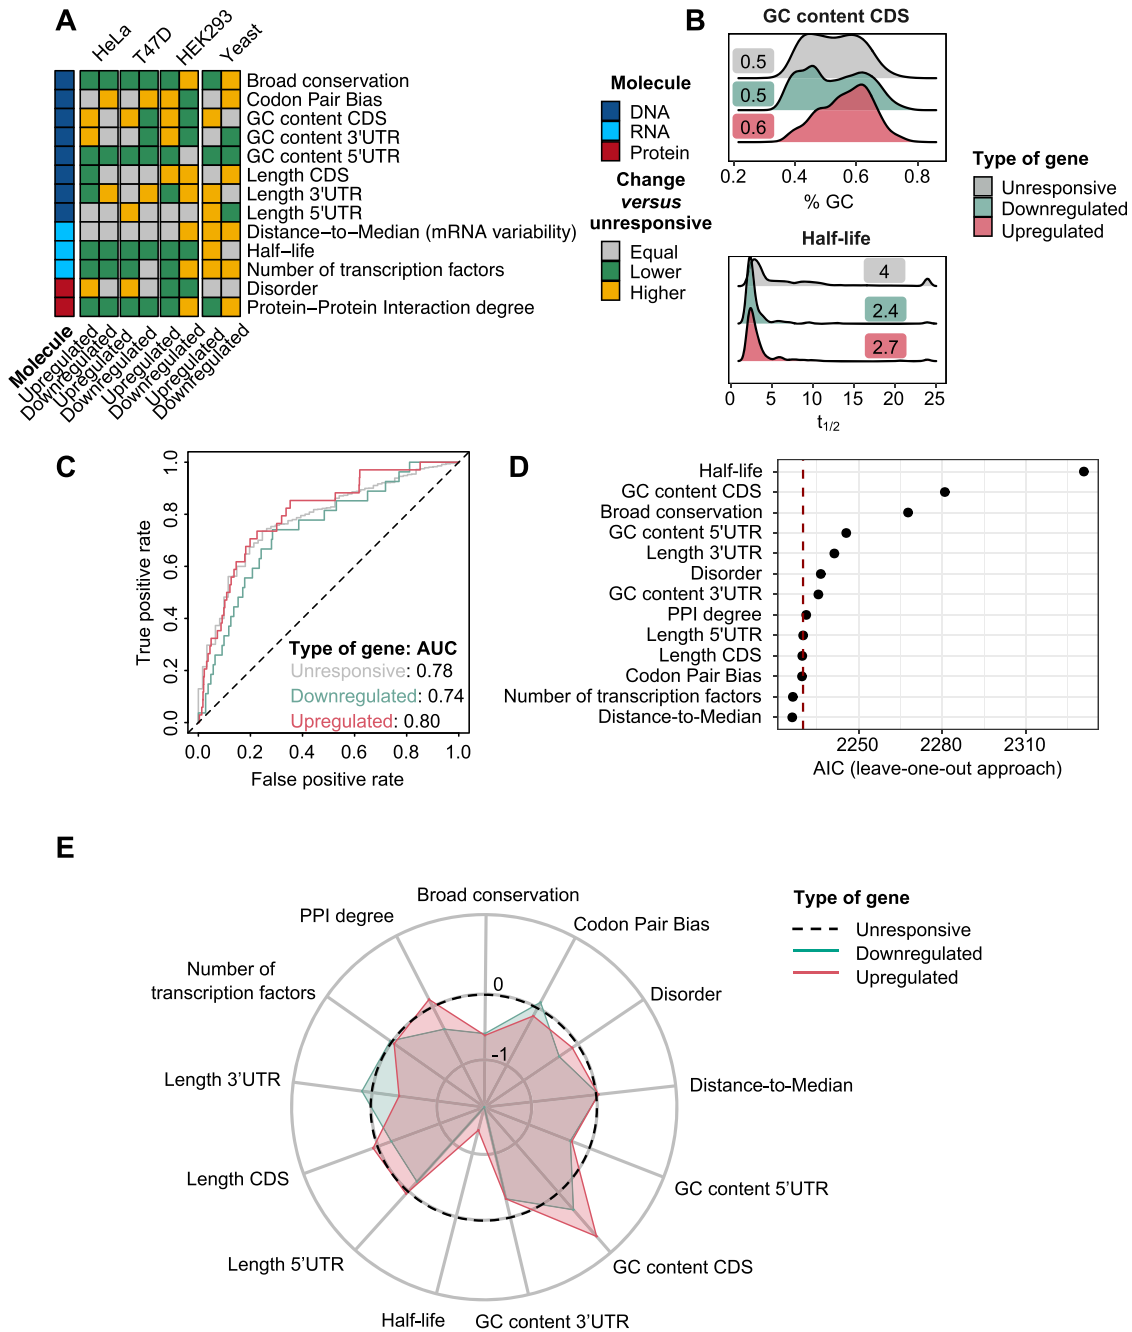 A
HeLa
T47D
HEK293
Yeast
Broad conservation
Codon Pair Bias
GC content CDS
GC content 3'UTR
GC content 5'UTR
Length CDS
Length 3'UTR
Length 5'UTR
Distance-to-Median (mRNA variability)
Half-life
Number of transcription factors
Disorder
Protein-Protein Interaction degree
Molecule
Upregulated
Downregulated
Upregulated
Downregulated
Upregulated
Downregulated
Upregulated
Downregulated
Molecule
DNA
RNA
Protein
Change
versus
unresponsive
Equal
Lower
Higher
B
GC content CDS
0.5
0.5
0.6
0.2 0.4 0.6 0.8
% GC
Half-life
4
2.4
2.7
0 5 10 15 20 25
t1/2
Type of gene
Unresponsive
Downregulated
Upregulated
C
True positive rate
1.0
0.8
0.6
0.4
0.2
0.0
Type of gene: AUC
Unresponsive: 0.78
Downregulated: 0.74
Upregulated: 0.80
0.0 0.2 0.4 0.6 0.8 1.0
False positive rate
D
Half-life
GC content CDS
Broad conservation
GC content 5'UTR
Length 3'UTR
Disorder
GC content 3'UTR
PPI degree
Length 5'UTR
Length CDS
Codon Pair Bias
Number of transcription factors
Distance-to-Median
2250 2280 2310
AIC (leave-one-out approach)
E
Broad conservation
Codon Pair Bias
Disorder
Distance-to-Median
GC content 5’UTR
GC content CDS
GC content 3’UTR
Half-life
Length 5’UTR
Length CDS
Length 3’UTR
Number of
transcription factors
PPI degree
0
-1
Type of gene
Unresponsive
Downregulated
Upregulated